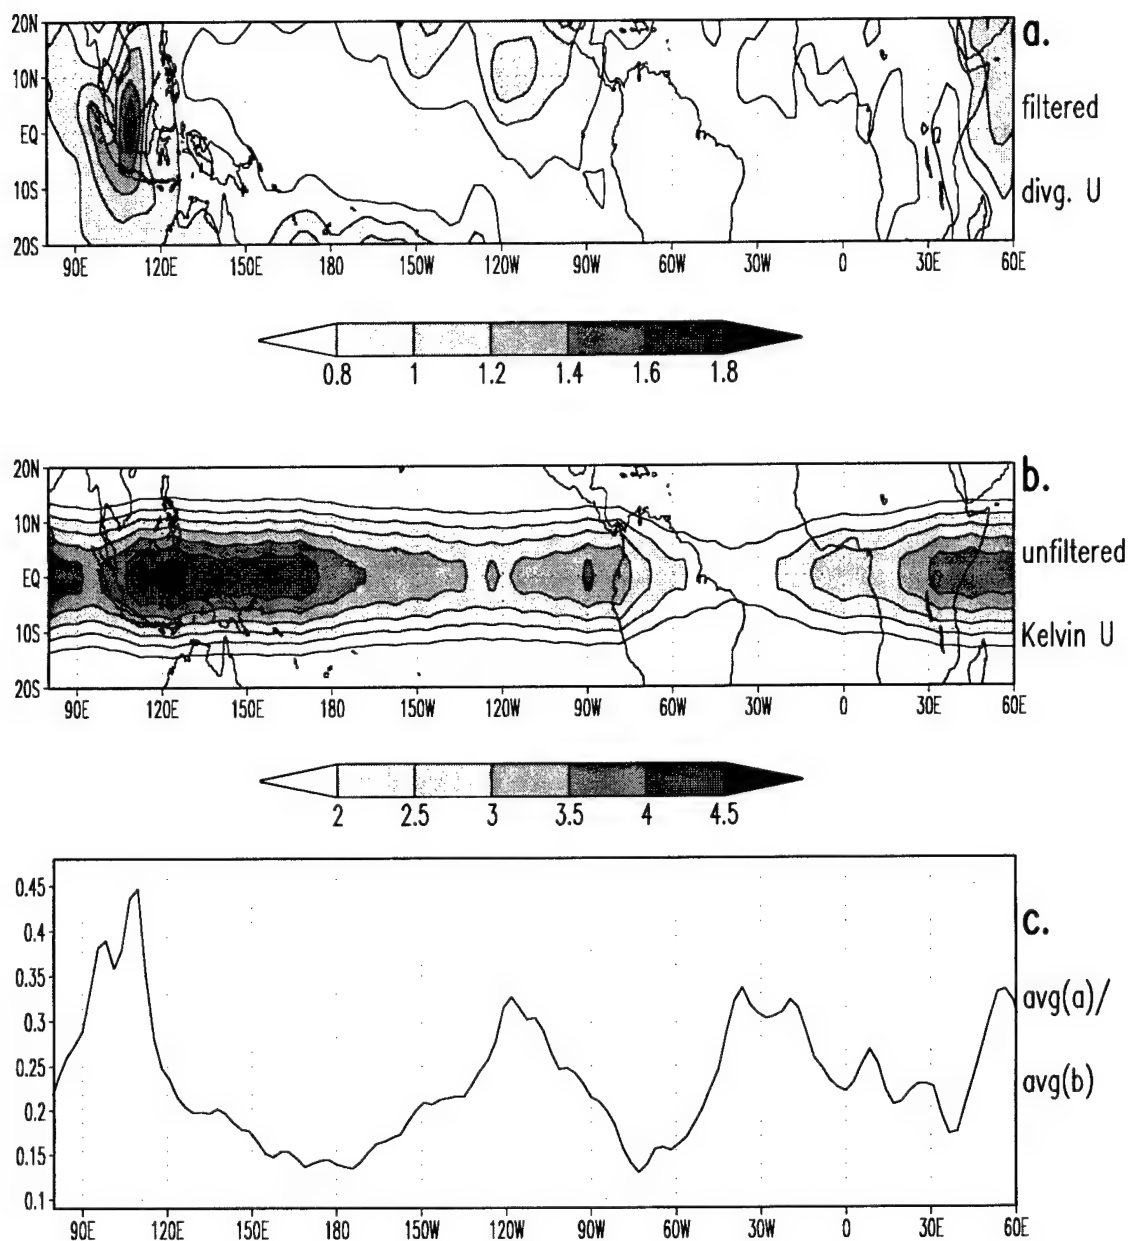 20N
10N
EQ
10S
20S
90E 120E 150E 180 150W 120W 90W 60W 30W 0 30E 60E
a.
filtered
divg. U
0.8 1 1.2 1.4 1.6 1.8
20N
10N
EQ
10S
20S
90E 120E 150E 180 150W 120W 90W 60W 30W 0 30E 60E
b.
unfiltered
Kelvin U
2 2.5 3 3.5 4 4.5
0.45
0.4
0.35
0.3
0.25
0.2
0.15
0.1
90E 120E 150E 180 150W 120W 90W 60W 30W 0 30E 60E
c.
avg(a)/
avg(b)